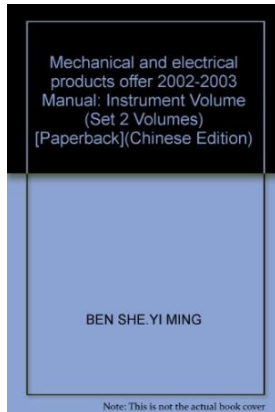 Mechanical and electrical
products offer 2002-2003
Manual: Instrument Volume
(Set 2 Volumes)
[Paperback](Chinese Edition)
BEN SHE.YI MING
Note: This is not the actual book cover